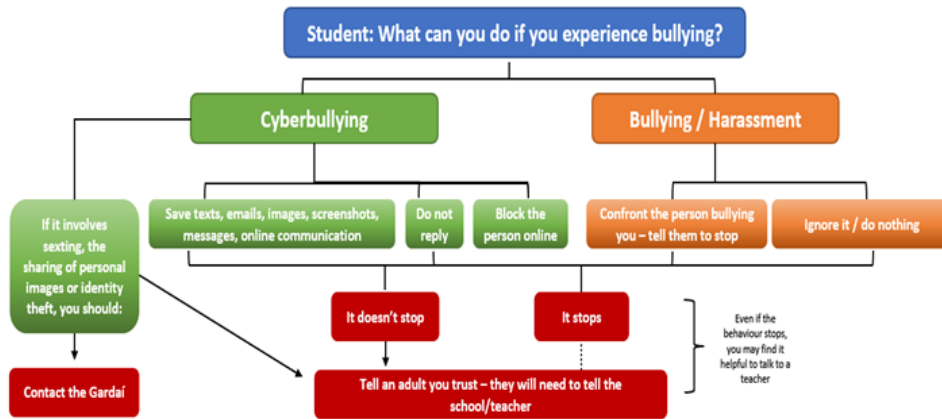 Student: What can you do if you experience bullying?
Cyberbullying
Bullying / Harassment
If it involves
sexting, the
sharing of personal
images or identity
theft, you should:
Save texts, emails, images, screenshots,
messages, online communication
Do not
reply
Block the
person online
Confront the person bullying
you – tell them to stop
Ignore it / do nothing
It doesn't stop
It stops
Even if the
behaviour stops,
you may find it
helpful to talk to a
teacher
Contact the Gardaí
Tell an adult you trust – they will need to tell the
school/teacher